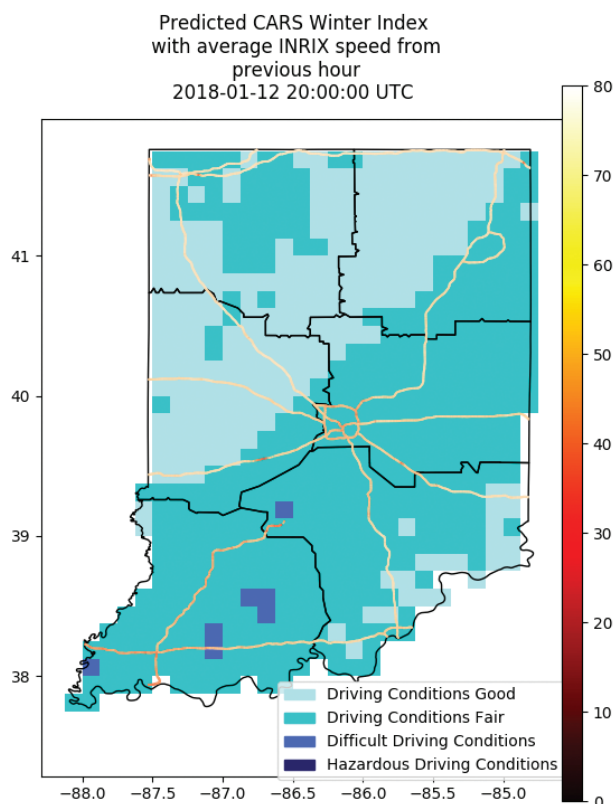 Predicted CARS Winter Index
with average INRIX speed from
previous hour
2018-01-12 20:00:00 UTC
80
70
60
50
40
30
20
10
0
41
40
39
38
Driving Conditions Good
Driving Conditions Fair
Difficult Driving Conditions
Hazardous Driving Conditions
−88.0 −87.5 −87.0 −86.5 −86.0 −85.5 −85.0